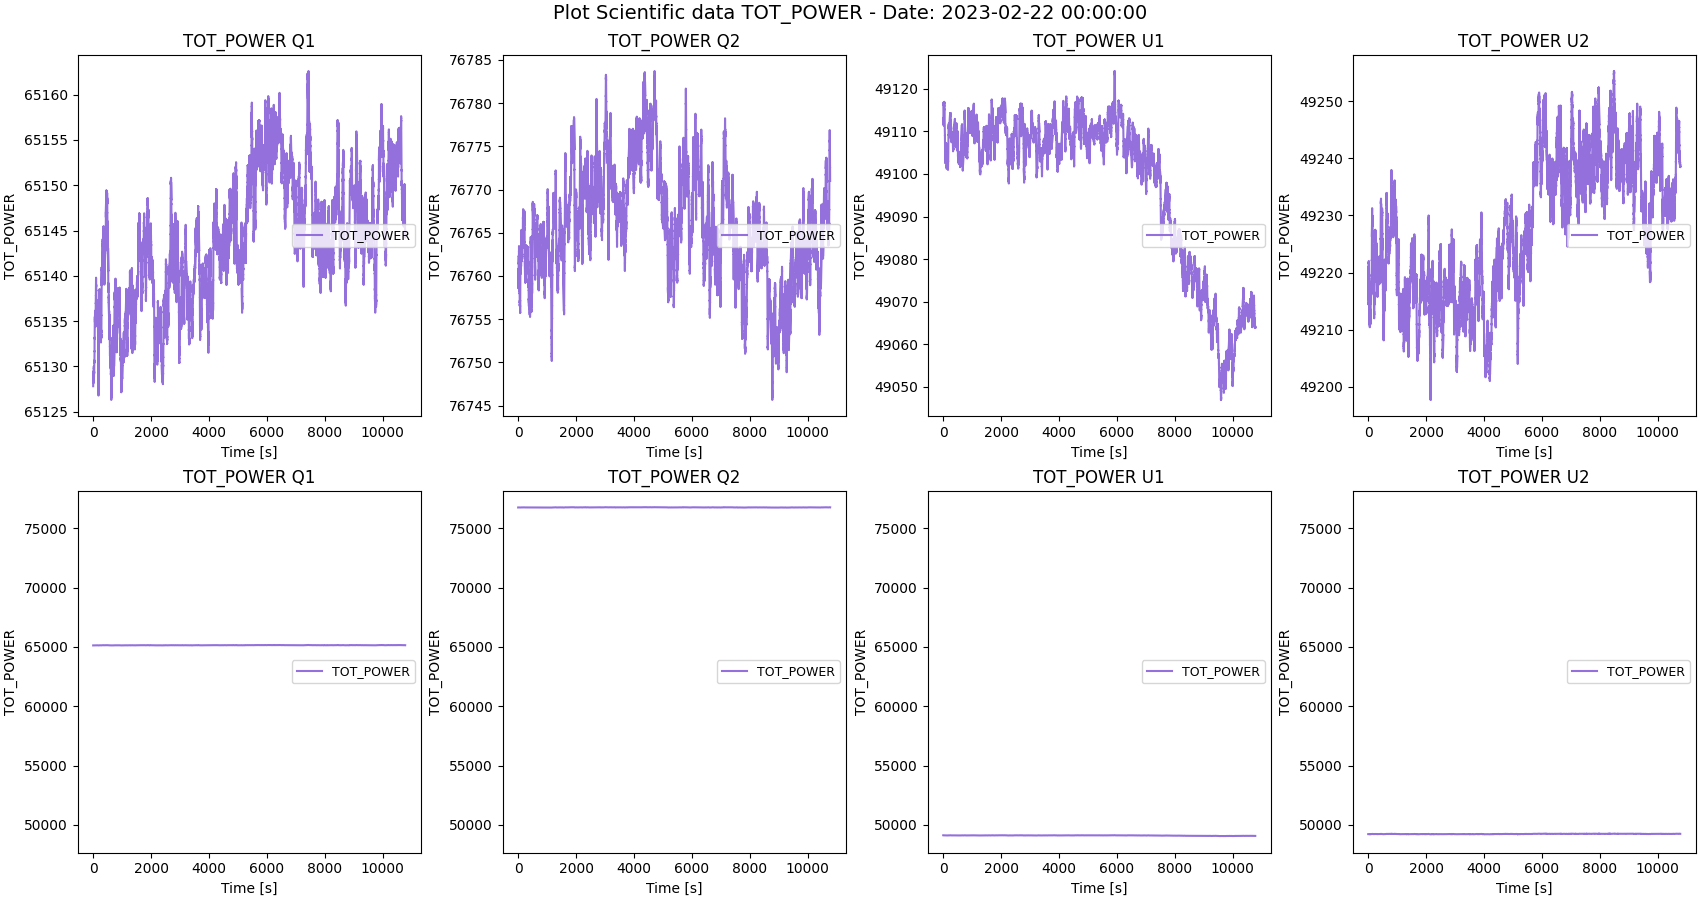 Plot Scientific data TOT_POWER - Date: 2023-02-22 00:00:00
TOT_POWER Q1
TOT_POWER
65160
65155
65150
65145
65140
65135
65130
65125
TOT_POWER
0 2000 4000 6000 8000 10000
Time [s]
TOT_POWER Q2
TOT_POWER
76785
76780
76775
76770
76765
76760
76755
76750
76745
TOT_POWER
0 2000 4000 6000 8000 10000
Time [s]
TOT_POWER U1
TOT_POWER
49120
49110
49100
49090
49080
49070
49060
49050
TOT_POWER
0 2000 4000 6000 8000 10000
Time [s]
TOT_POWER U2
TOT_POWER
49250
49240
49230
49220
49210
49200
TOT_POWER
0 2000 4000 6000 8000 10000
Time [s]
TOT_POWER Q1
TOT_POWER
75000
70000
65000
60000
55000
50000
TOT_POWER
0 2000 4000 6000 8000 10000
Time [s]
TOT_POWER Q2
TOT_POWER
75000
70000
65000
60000
55000
50000
TOT_POWER
0 2000 4000 6000 8000 10000
Time [s]
TOT_POWER U1
TOT_POWER
75000
70000
65000
60000
55000
50000
TOT_POWER
0 2000 4000 6000 8000 10000
Time [s]
TOT_POWER U2
TOT_POWER
75000
70000
65000
60000
55000
50000
TOT_POWER
0 2000 4000 6000 8000 10000
Time [s]